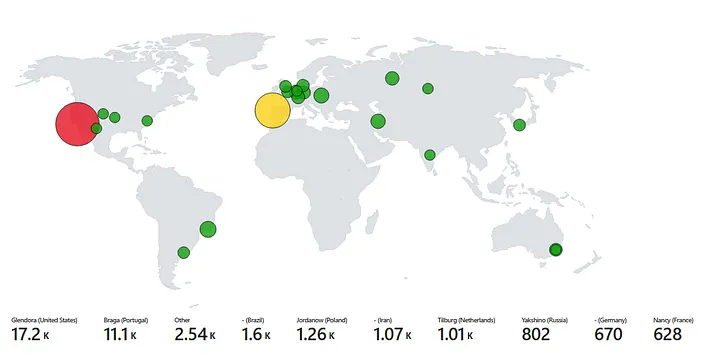 Glendora (United States) Braga (Portugal) Other - (Brazil) Jordanow (Poland) - (Iran) Tilburg (Netherlands) Yakshino (Russia) - (Germany) Nancy (France)
17.2 K 11.1 K 2.54 K 1.6 K 1.26 K 1.07 K 1.01 K 802 670 628